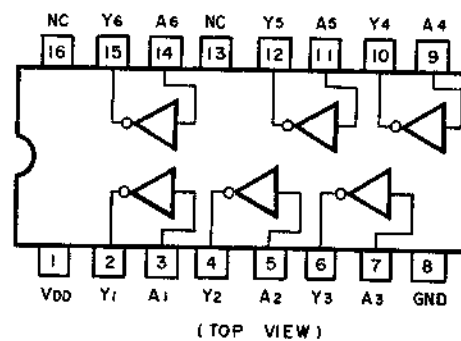 NC Y6 A6 NC Y5 A5 Y4 A4
16 15 14 13 12 11 10 9
1 2 3 4 5 6 7 8
VDD Y1 A1 Y2 A2 Y3 A3 GND
(TOP VIEW)